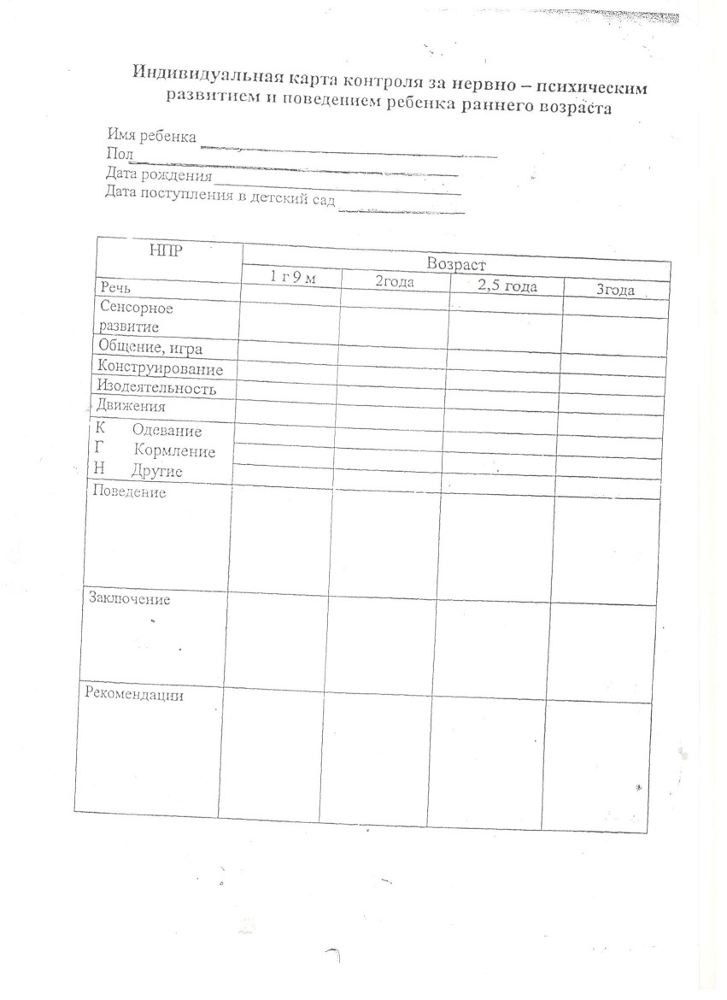 Индивидуальная карта контроля за нервно – психическим
развитием и поведением ребенка раннего возраста
Имя ребенка
Пол
Дата рождения
Дата поступления в детский сад
НПР
Возраст
1 г 9 м
2года
2,5 года
3года
Речь
Сенсорное
развитие
Общение, игра
Конструирование
Изодеятельность
Движения
К Одевание
Г Кормление
Н Другие
Поведение
Заключение
Рекомендации